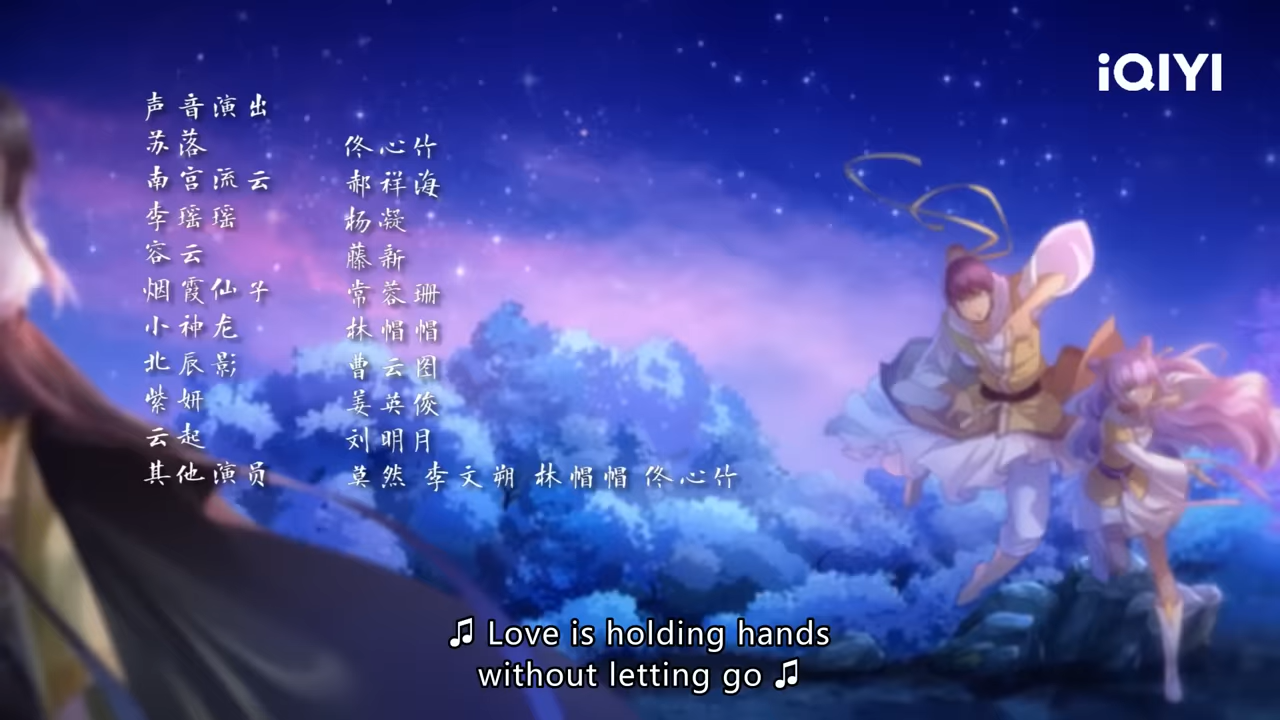 iQIYI
声音演出
苏落 佟心竹
南宫流云 郝祥海
李瑶瑶 杨凝
容云 藤新
烟霞仙子 常蓉珊
小神龙 林帽帽
北辰影 曹云图
紫妍 姜英俊
云起 刘明月
其他演员 莫然 李文朔 林帽帽 佟心竹
♫ Love is holding hands
without letting go ♫